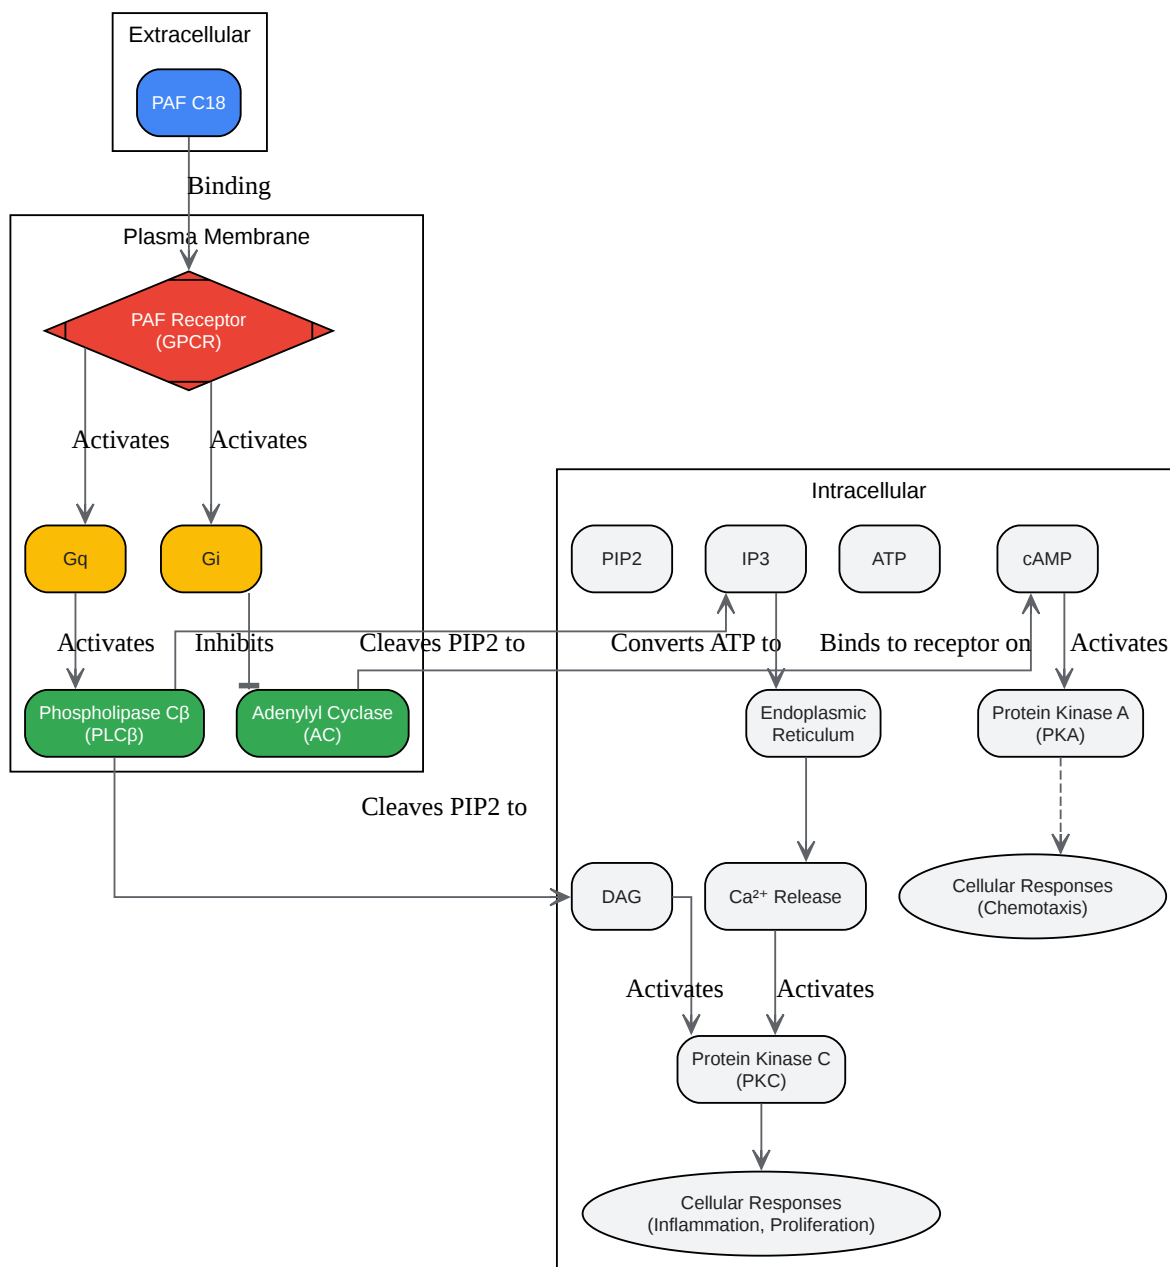 Extracellular
PAF C18
Binding
Plasma Membrane
PAF Receptor
(GPCR)
Activates
Activates
Intracellular
Gq
Gi
PIP2
IP3
ATP
cAMP
Activates
Inhibits
Cleaves PIP2 to
Converts ATP to
Binds to receptor on
Activates
Phospholipase Cβ
(PLCβ)
Adenylyl Cyclase
(AC)
Endoplasmic
Reticulum
Protein Kinase A
(PKA)
Cleaves PIP2 to
DAG
Ca²⁺ Release
Cellular Responses
(Chemotaxis)
Activates
Activates
Protein Kinase C
(PKC)
Cellular Responses
(Inflammation, Proliferation)